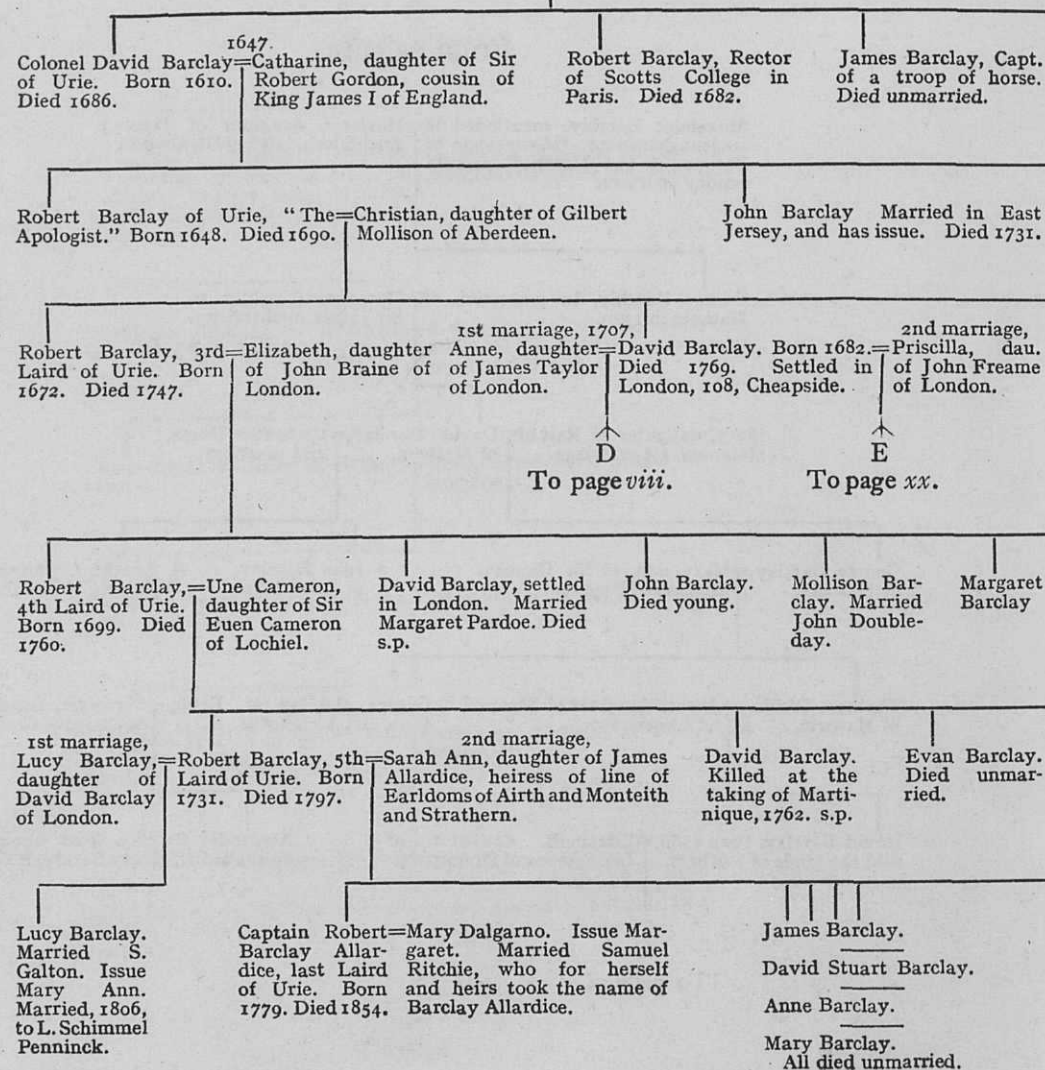 1647.
Colonel David Barclay=Catharine, daughter of Sir
of Urie. Born 1610. Robert Gordon, cousin of
Died 1686. King James I of England.
Robert Barclay, Rector
of Scotts College in
Paris. Died 1682.
James Barclay, Capt.
of a troop of horse.
Died unmarried.
Robert Barclay of Urie, "The=Christian, daughter of Gilbert
Apologist." Born 1648. Died 1690. Mollison of Aberdeen.
John Barclay Married in East
Jersey, and has issue. Died 1731.
Robert Barclay, 3rd=Elizabeth, daughter
Laird of Urie. Born of John Braine of
1672. Died 1747. London.
1st marriage, 1707,
Anne, daughter=
of James Taylor
of London.
David Barclay. Born 1682.=
Died 1769. Settled in
London, 108, Cheapside.
2nd marriage,
Priscilla, dau.
of John Freame
of London.
D
To page viii.
E
To page xx.
Robert Barclay,=
4th Laird of Urie.
Born 1699. Died
1760.
Une Cameron,
daughter of Sir
Euen Cameron
of Lochiel.
David Barclay, settled
in London. Married
Margaret Pardoe. Died
s.p.
John Barclay.
Died young.
Mollison Bar-
clay. Married
John Double-
day.
Margaret
Barclay
1st marriage,
Lucy Barclay,=
daughter of
David Barclay
of London.
Robert Barclay, 5th=
Laird of Urie. Born
1731. Died 1797.
2nd marriage,
Sarah Ann, daughter of James
Allardice, heiress of line of
Earldoms of Airth and Monteith
and Strathern.
David Barclay.
Killed at the
taking of Marti-
nique, 1762. s.p.
Evan Barclay.
Died unmar-
ried.
Lucy Barclay.
Married S.
Galton. Issue
Mary Ann.
Married, 1806,
to L. Schimmel
Penninck.
Captain Robert=
Barclay Allar-
dice, last Laird
of Urie. Born
1779. Died 1854.
Mary Dalgarno. Issue Mar-
garet. Married Samuel
Ritchie, who for herself
and heirs took the name of
Barclay Allardice.
James Barclay.
David Stuart Barclay.
Anne Barclay.
Mary Barclay.
All died unmarried.